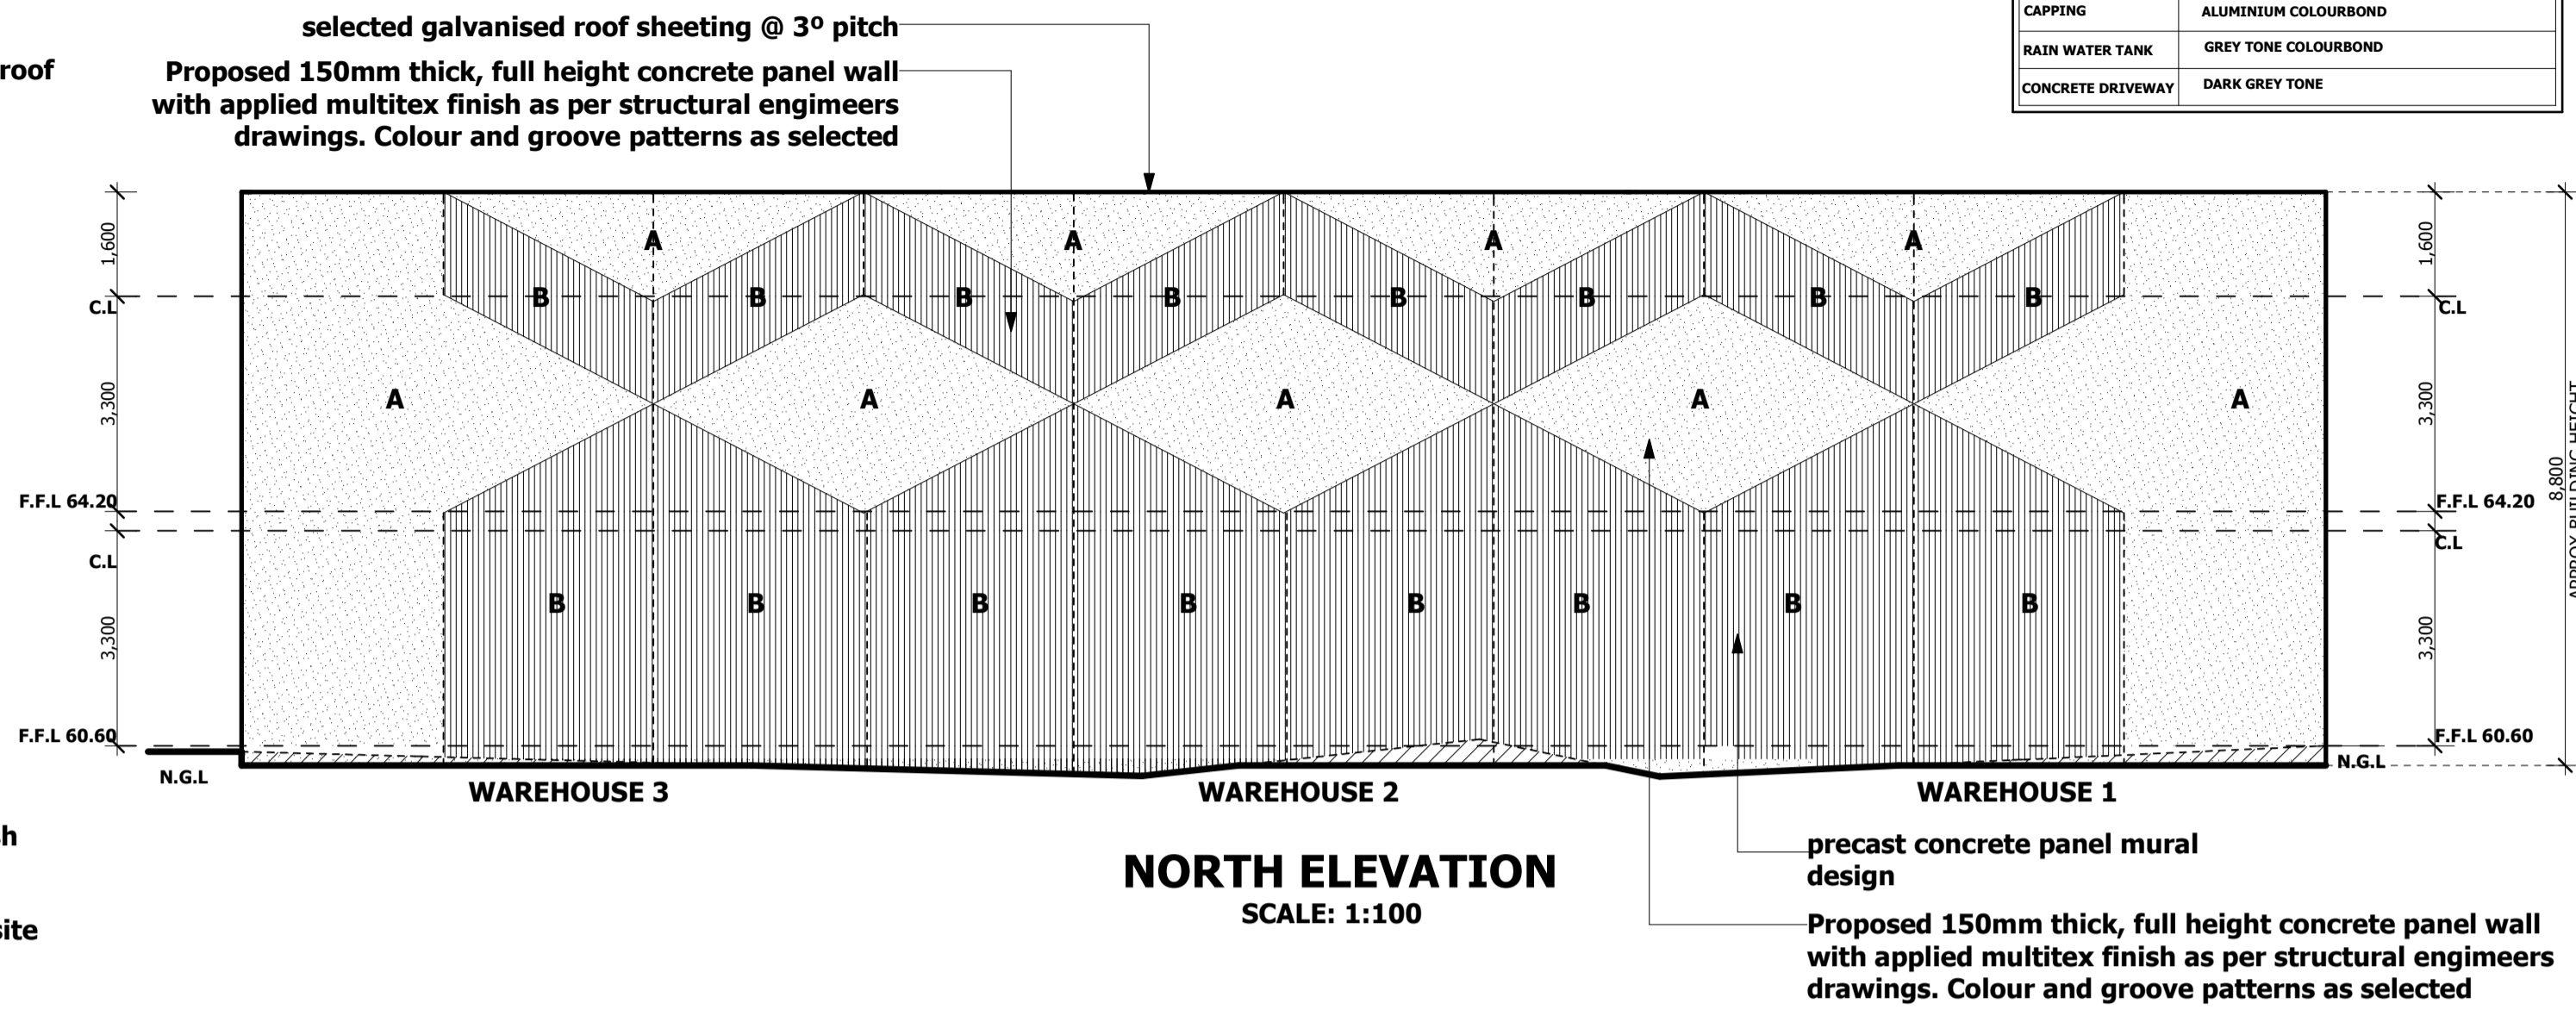 selected galvanised roof sheeting @ 3º pitch
roof
Proposed 150mm thick, full height concrete panel wall
with applied multitex finish as per structural engimeers
drawings. Colour and groove patterns as selected
CAPPING ALUMINIUM COLOURBOND
RAIN WATER TANK GREY TONE COLOURBOND
CONCRETE DRIVEWAY DARK GREY TONE
1,600
A A A A
1,600
C.L
B B B B B B B B
C.L
3,300
A A A A A
3,300
8,800
APPROX BUILDING HEIGHT
F.F.L 64.20
F.F.L 64.20
C.L
C.L
3,300
B B B B B B B B
3,300
F.F.L 60.60
F.F.L 60.60
N.G.L
N.G.L
WAREHOUSE 3 WAREHOUSE 2 WAREHOUSE 1
NORTH ELEVATION
SCALE: 1:100
precast concrete panel mural
design
site
Proposed 150mm thick, full height concrete panel wall
with applied multitex finish as per structural engimeers
drawings. Colour and groove patterns as selected